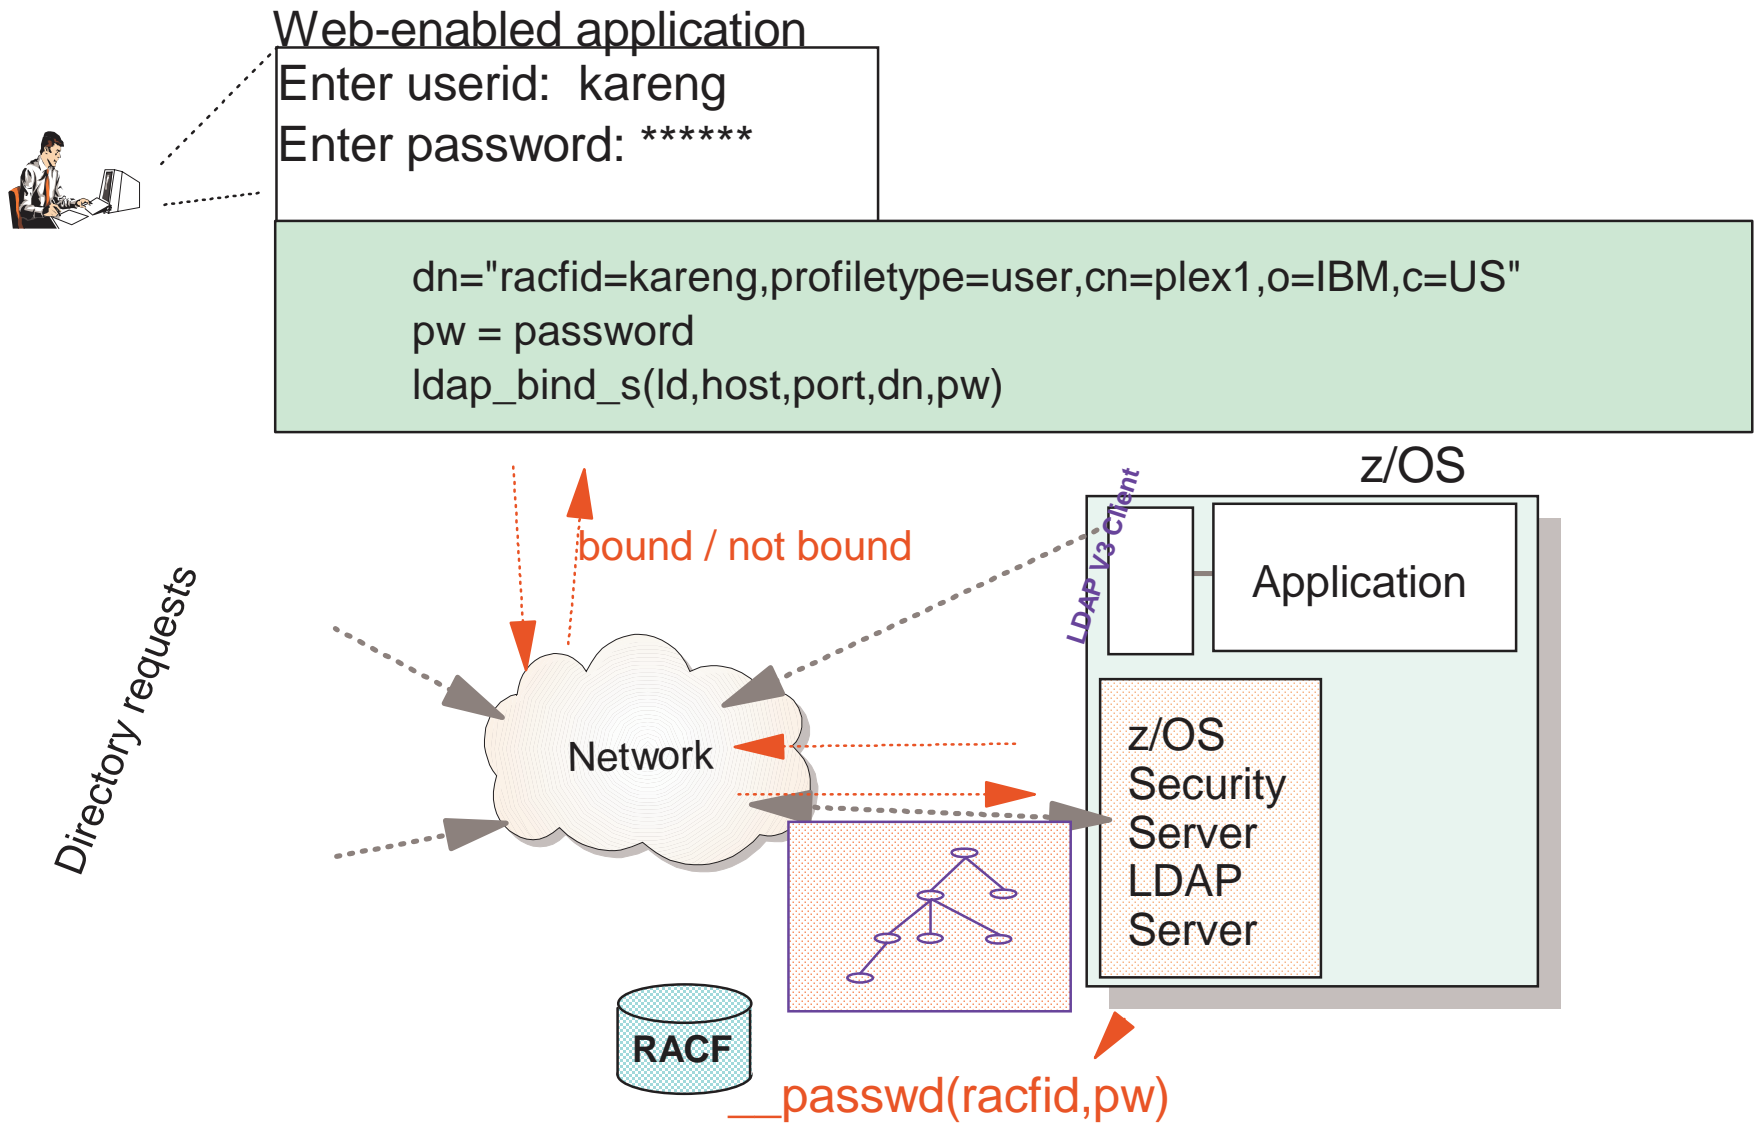 Web-enabled application
Enter userid:  kareng
Enter password: ******
dn="racfid=kareng,profiletype=user,cn=plex1,o=IBM,c=US"
pw = password
ldap_bind_s(ld,host,port,dn,pw)
z/OS
bound / not bound
LDAP V3 Client
Application
Directory requests
Network
z/OS
Security
Server
LDAP
Server
RACF
__passwd(racfid,pw)